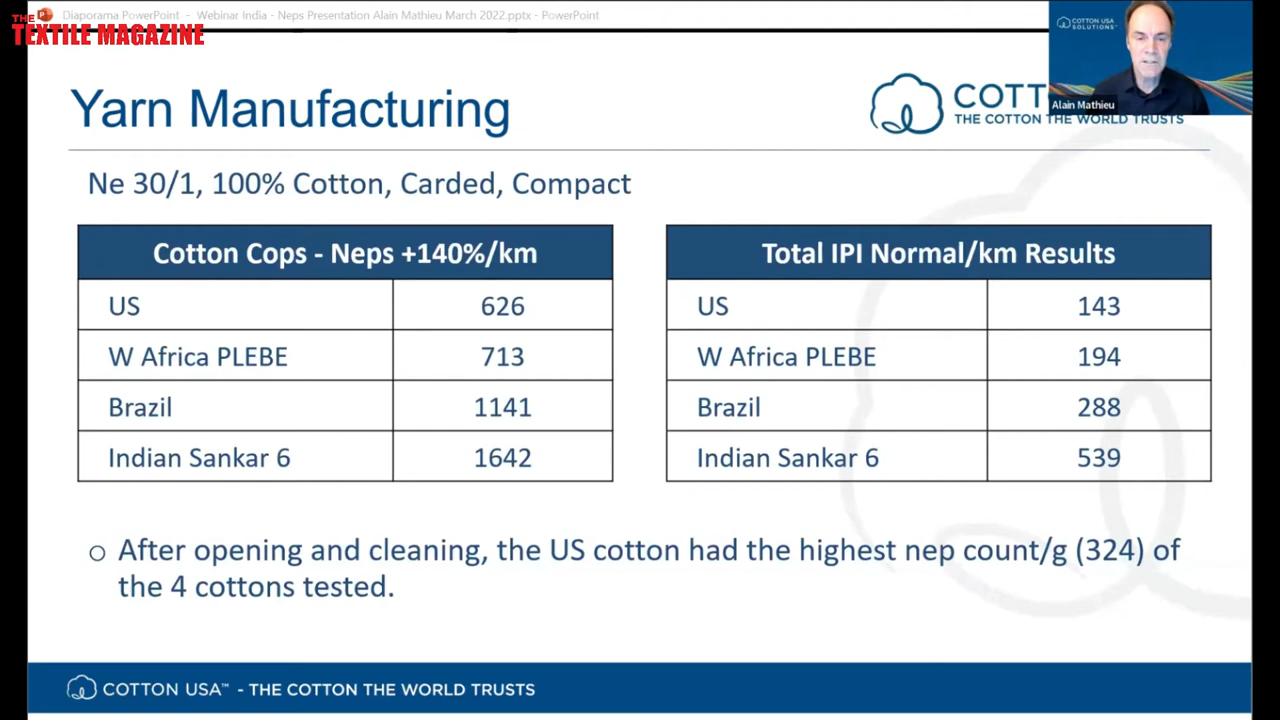 Diaporama PowerPoint - Webinar India - Neps Presentation Alain Mathieu March 2022.pptx - PowerPoint
THE
TEXTILE MAGAZINE
COTTON USA
SOLUTIONS™
Alain Mathieu
Yarn Manufacturing
COTT
THE COTTON THE WORLD TRUSTS
Ne 30/1, 100% Cotton, Carded, Compact
Cotton Cops - Neps +140%/km
US 626
W Africa PLEBE 713
Brazil 1141
Indian Sankar 6 1642
Total IPI Normal/km Results
US 143
W Africa PLEBE 194
Brazil 288
Indian Sankar 6 539
After opening and cleaning, the US cotton had the highest nep count/g (324) of
the 4 cottons tested.
COTTON USA™ - THE COTTON THE WORLD TRUSTS